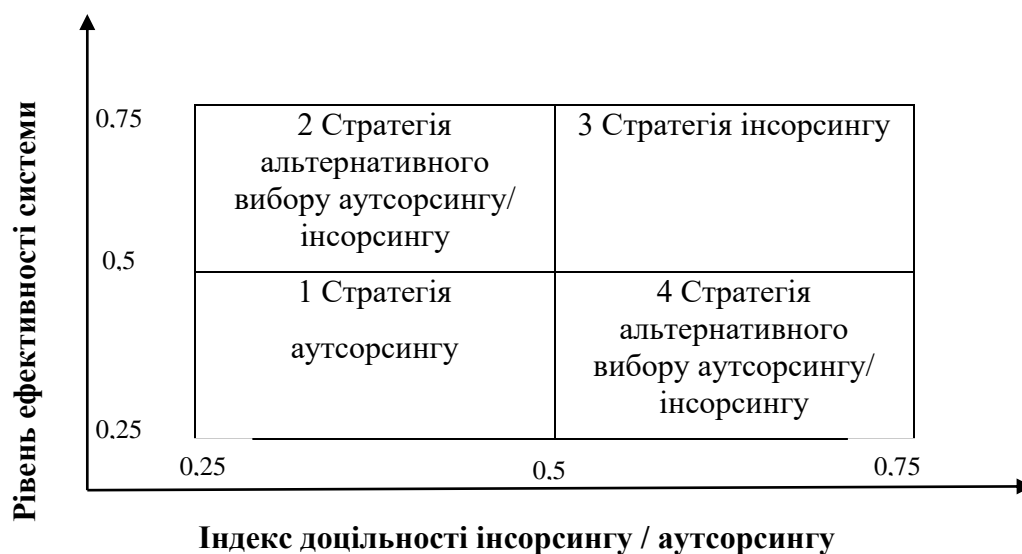 Рівень ефективності системи
0,75
2 Стратегія
альтернативного
вибору аутсорсингу/
інсорсингу
3 Стратегія інсорсингу
0,5
1 Стратегія
аутсорсингу
4 Стратегія
альтернативного
вибору аутсорсингу/
інсорсингу
0,25
0,25
0,5
0,75
Індекс доцільності інсорсингу / аутсорсингу